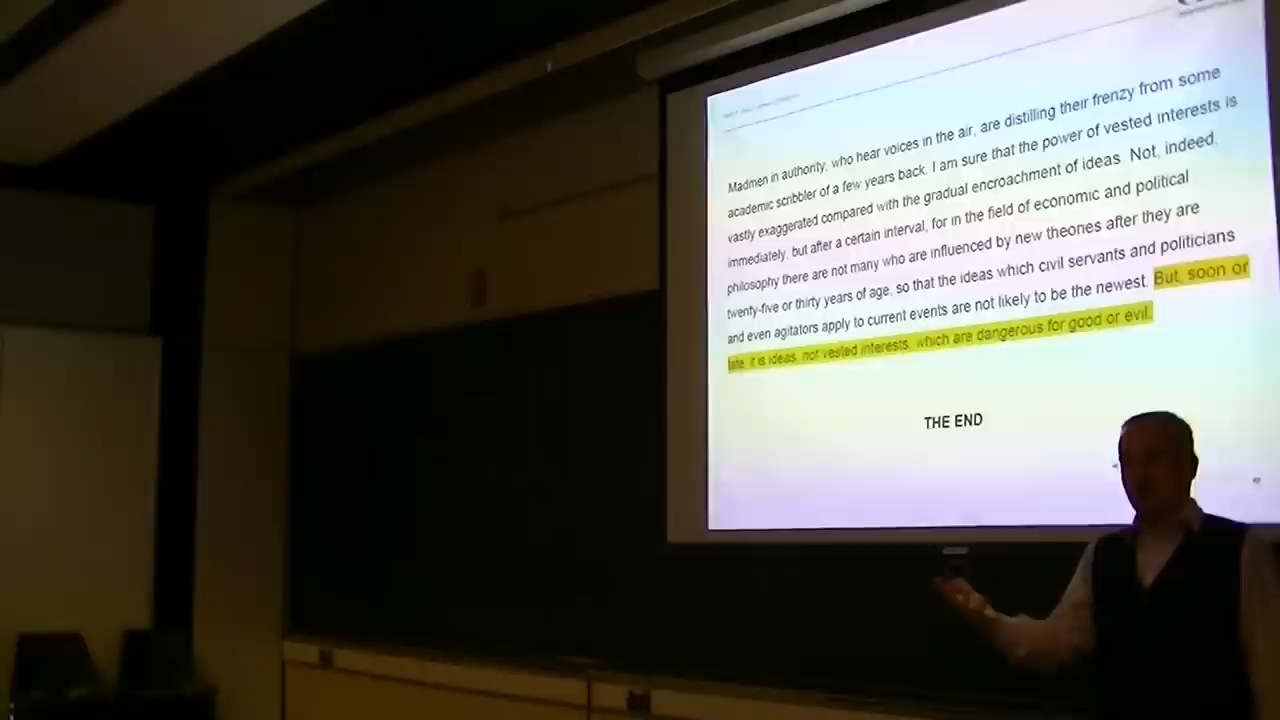 Madmen in authority, who hear voices in the air, are distilling their frenzy from some
academic scribbler of a few years back. I am sure that the power of vested interests is
vastly exaggerated compared with the gradual encroachment of ideas. Not, indeed,
immediately, but after a certain interval, for in the field of economic and political
philosophy there are not many who are influenced by new theories after they are
twenty-five or thirty years of age, so that the ideas which civil servants and politicians
and even agitators apply to current events are not likely to be the newest. But, soon or
late, it is ideas, not vested interests, which are dangerous for good or evil.
THE END